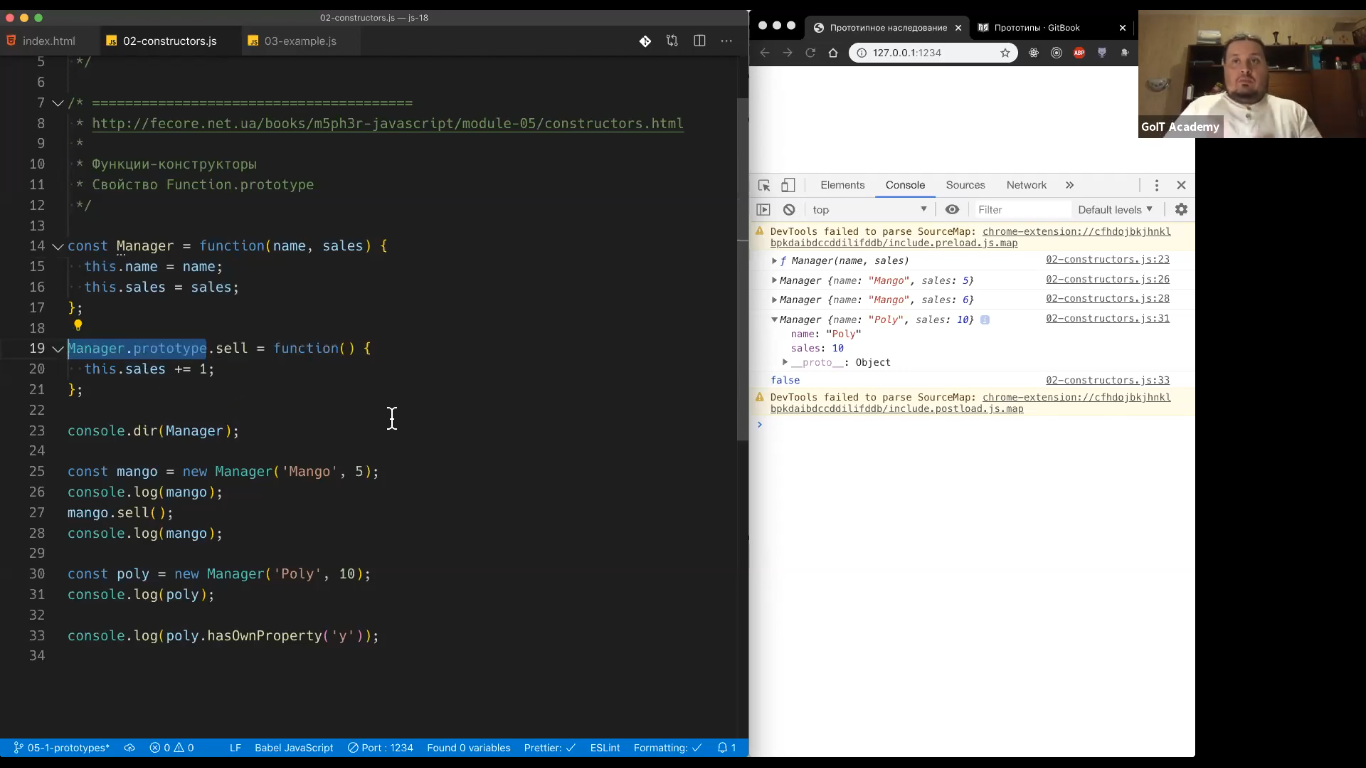 02-constructors.js — js-18
index.html
02-constructors.js
03-example.js
5 */
6
7 /* =======================================
8 * http://fecore.net.ua/books/m5ph3r-javascript/module-05/constructors.html
9 *
10 * Функции-конструкторы
11 * Свойство Function.prototype
12 */
13
14 const Manager = function(name, sales) {
15 this.name = name;
16 this.sales = sales;
17 };
18
19 Manager.prototype.sell = function() {
20 this.sales += 1;
21 };
22
23 console.dir(Manager);
24
25 const mango = new Manager('Mango', 5);
26 console.log(mango);
27 mango.sell();
28 console.log(mango);
29
30 const poly = new Manager('Poly', 10);
31 console.log(poly);
32
33 console.log(poly.hasOwnProperty('y'));
34
05-1-prototypes* 0 0 LF Babel JavaScript Port : 1234 Found 0 variables Prettier: ✓ ESLint Formatting: ✓ 1
Прототипное наследование
Прототипы · GitBook
127.0.0.1:1234
ABP
Elements Console Sources Network »
top Filter Default levels
DevTools failed to parse SourceMap: chrome-extension://cfhdojbkjhnkl
bpkdaibdccddilifddb/include.preload.js.map
ƒ Manager(name, sales) 02-constructors.js:23
Manager {name: "Mango", sales: 5} 02-constructors.js:26
Manager {name: "Mango", sales: 6} 02-constructors.js:28
Manager {name: "Poly", sales: 10} 02-constructors.js:31
name: "Poly"
sales: 10
__proto__: Object
false 02-constructors.js:33
DevTools failed to parse SourceMap: chrome-extension://cfhdojbkjhnkl
bpkdaibdccddilifddb/include.postload.js.map
GoIT Academy